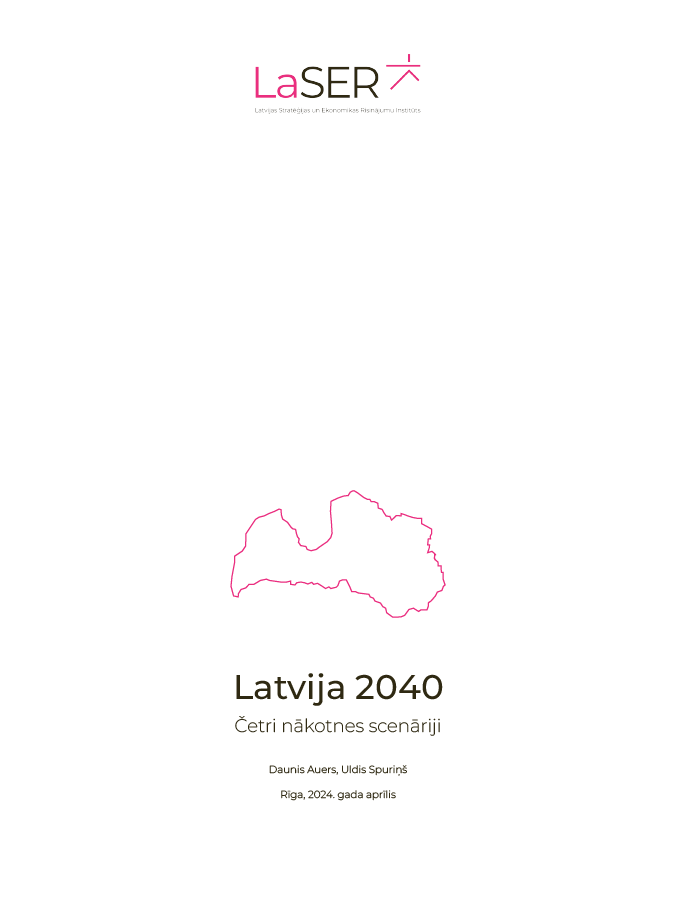 LaSER
Latvijas Stratēģijas un Ekonomikas Risinājumu Institūts
Latvija 2040
Četri nākotnes scenāriji
Daunis Auers, Uldis Spuriņš
Rīga, 2024. gada aprīlis